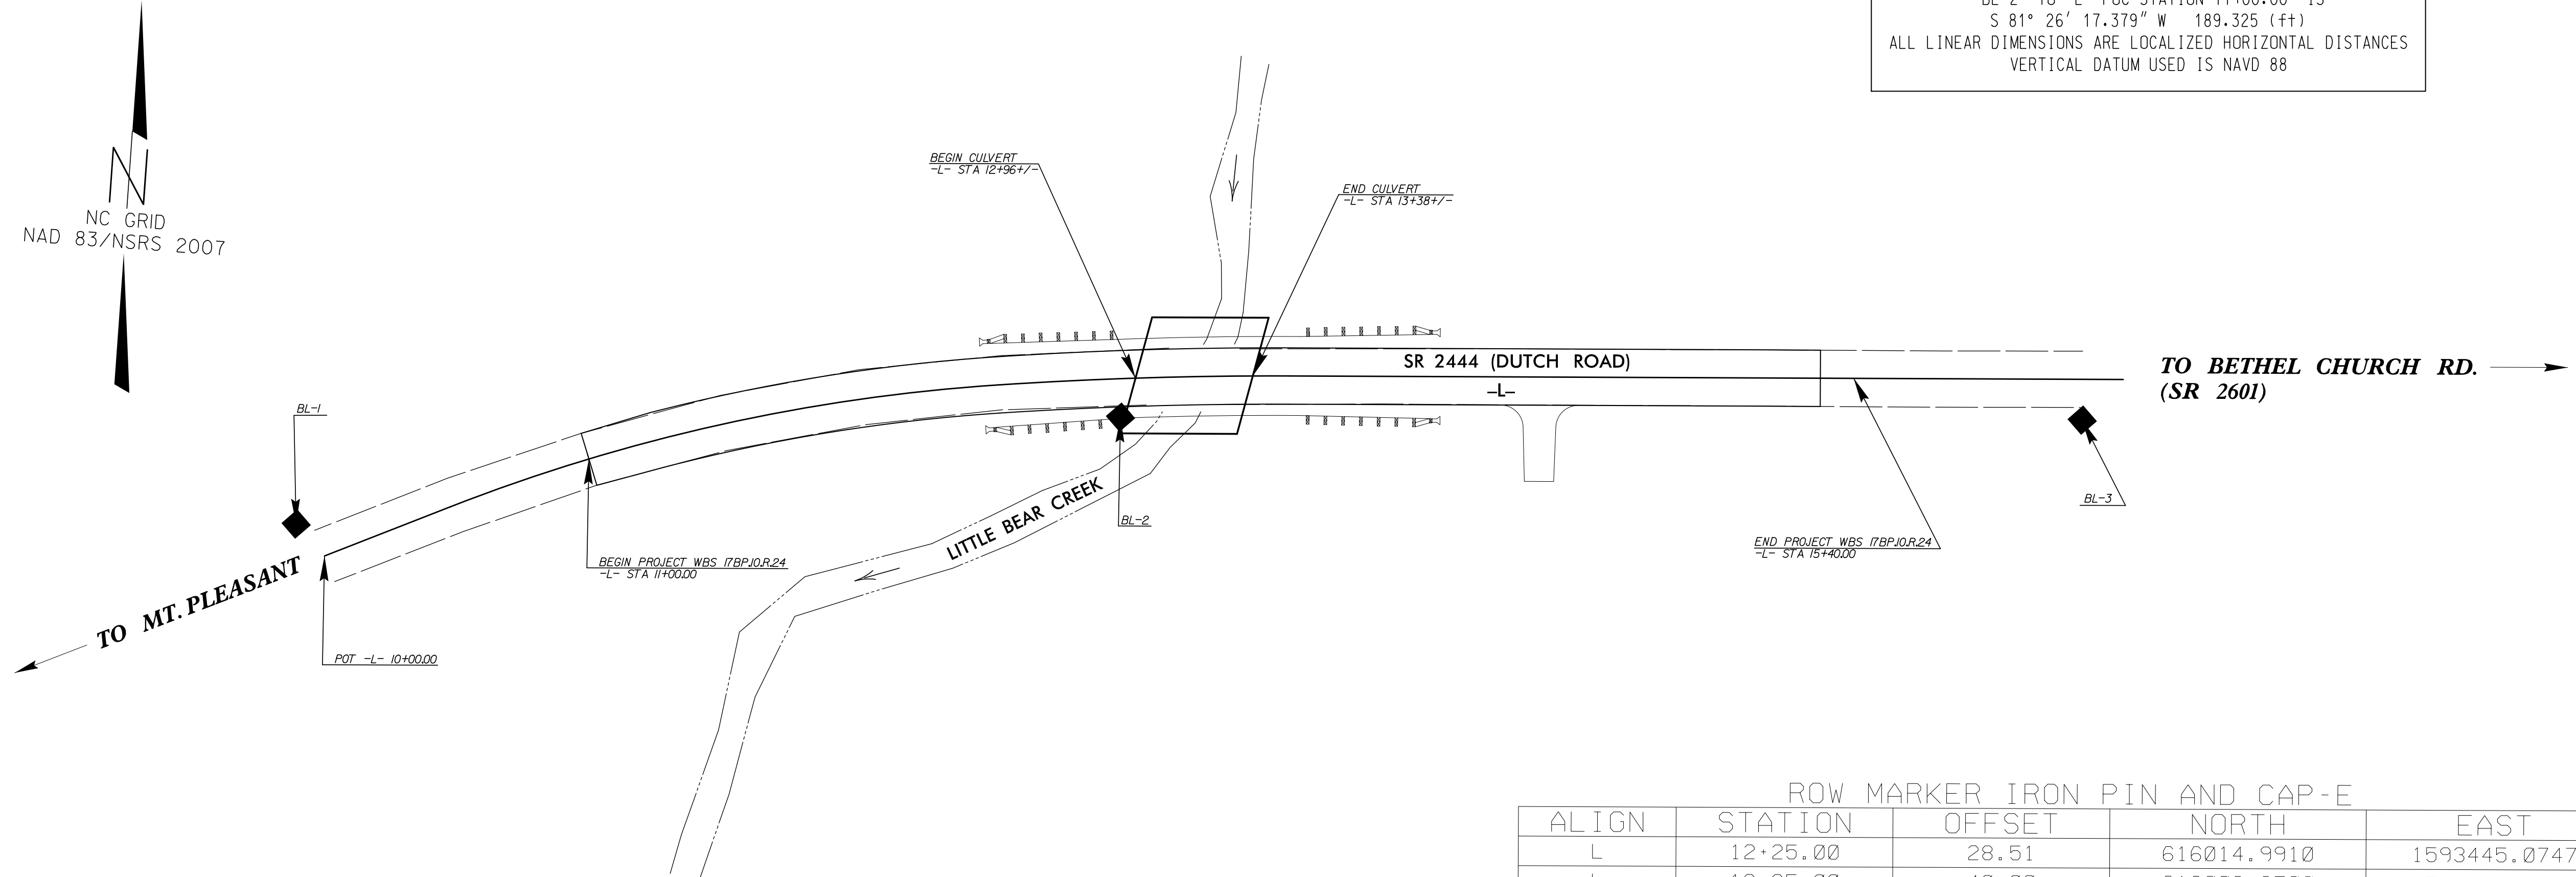 S 81° 26' 17.379" W 189.325 (ft)
ALL LINEAR DIMENSIONS ARE LOCALIZED HORIZONTAL DISTANCES
VERTICAL DATUM USED IS NAVD 88
NC GRID
NAD 83/NSRS 2007
BEGIN CULVERT
-L- STA 12+96+/-
END CULVERT
-L- STA 13+38+/-
SR 2444 (DUTCH ROAD)
-L-
TO BETHEL CHURCH RD.
(SR 2601)
BL-1
BL-2
BL-3
LITTLE BEAR CREEK
BEGIN PROJECT WBS 17BP.10.R.24
-L- STA 11+00.00
END PROJECT WBS 17BP.10.R.24
-L- STA 15+40.00
TO MT. PLEASANT
POT -L- 10+00.00
ROW MARKER IRON PIN AND CAP-E
ALIGN STATION OFFSET NORTH EAST
L 12+25.00 28.51 616014.9910 1593445.0747